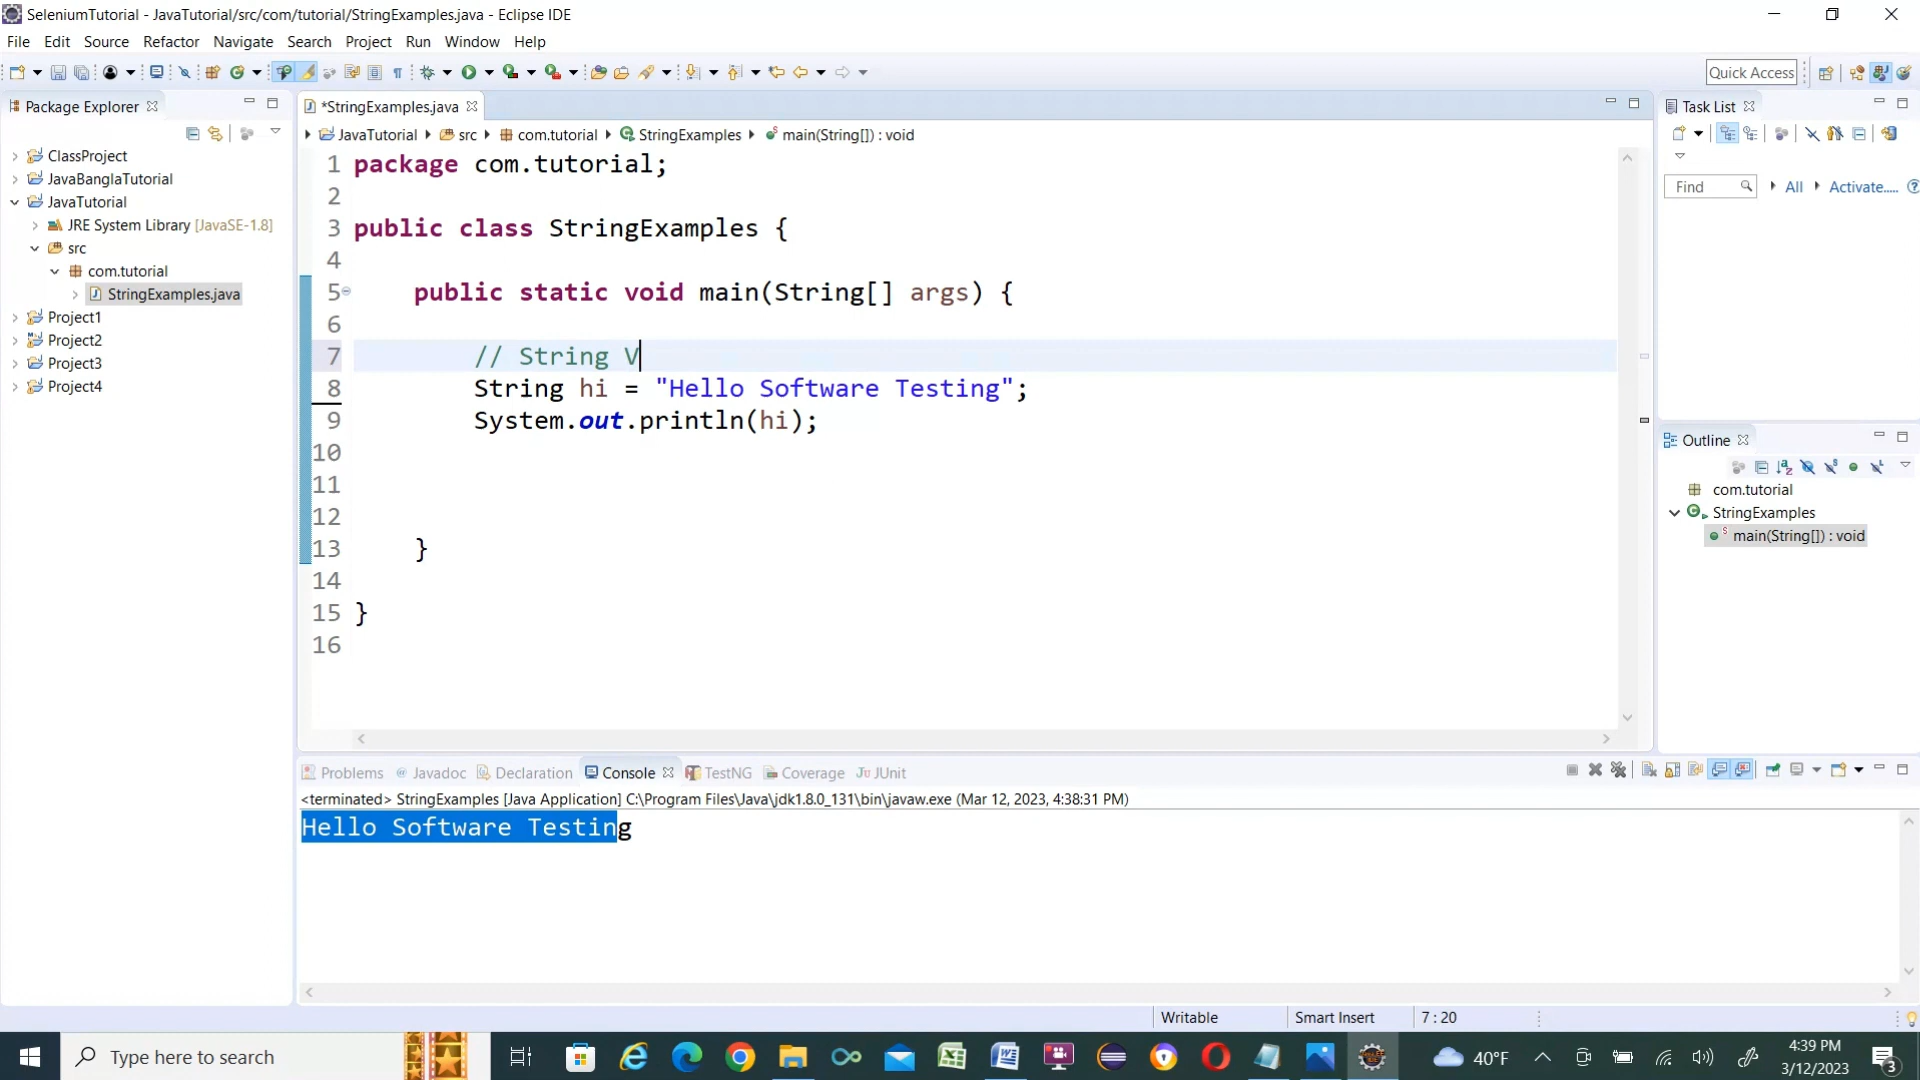 SeleniumTutorial - JavaTutorial/src/com/tutorial/StringExamples.java - Eclipse IDE
File Edit Source Refactor Navigate Search Project Run Window Help
Quick Access
Package Explorer
ClassProject
JavaBanglaTutorial
JavaTutorial
JRE System Library [JavaSE-1.8]
src
com.tutorial
StringExamples.java
Project1
Project2
Project3
Project4
*StringExamples.java
JavaTutorial src com.tutorial StringExamples main(String[]) : void
1 package com.tutorial;
2
3 public class StringExamples {
4
5 public static void main(String[] args) {
6
7 // String V
8 String hi = "Hello Software Testing";
9 System.out.println(hi);
10
11
12
13 }
14
15 }
16
Task List
Find All Activate....
Outline
com.tutorial
StringExamples
main(String[]) : void
Problems Javadoc Declaration Console TestNG Coverage JUnit
<terminated> StringExamples [Java Application] C:\Program Files\Java\jdk1.8.0_131\bin\javaw.exe (Mar 12, 2023, 4:38:31 PM)
Hello Software Testing
Writable Smart Insert 7 : 20
Type here to search
40°F
4:39 PM
3/12/2023
3